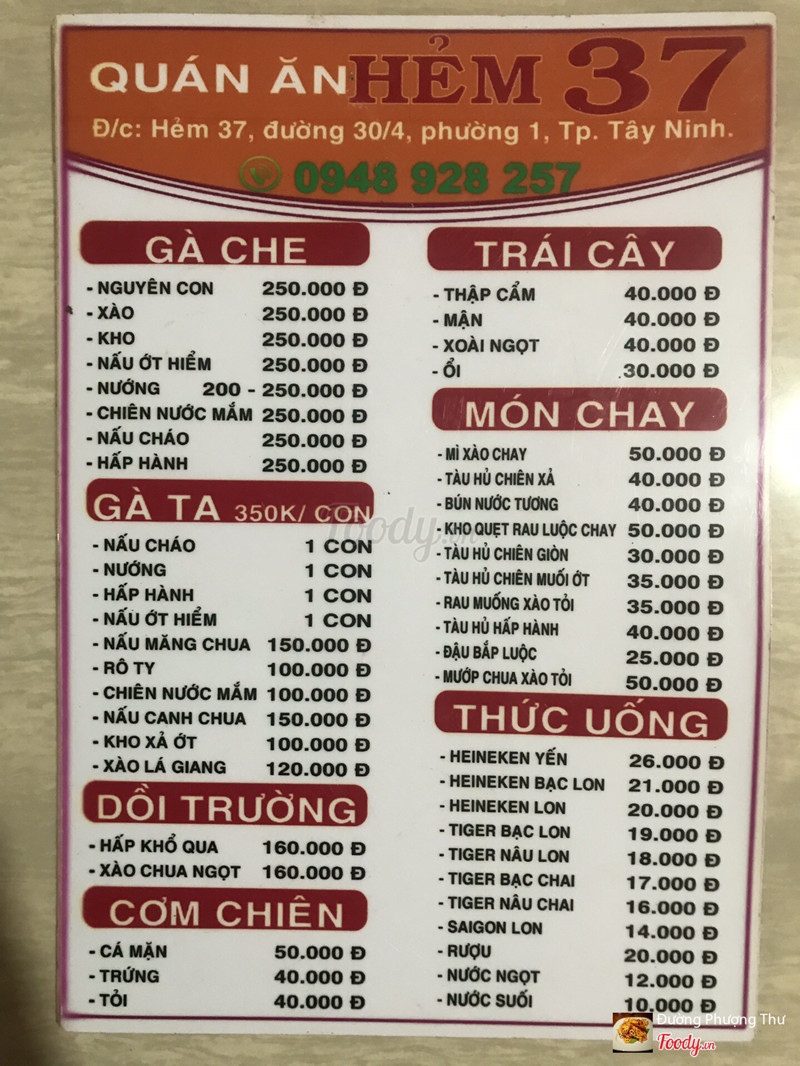 QUÁN ĂN HẺM 37
Đ/c: Hẻm 37, đường 30/4, phường 1, Tp. Tây Ninh.
0948 928 257
GÀ CHE
- NGUYÊN CON 250.000 Đ
- XÀO 250.000 Đ
- KHO 250.000 Đ
- NẤU ỚT HIỂM 250.000 Đ
- NƯỚNG 200 - 250.000 Đ
- CHIÊN NƯỚC MẮM 250.000 Đ
- NẤU CHÁO 250.000 Đ
- HẤP HÀNH 250.000 Đ
GÀ TA 350K/ CON
- NẤU CHÁO 1 CON
- NƯỚNG 1 CON
- HẤP HÀNH 1 CON
- NẤU ỚT HIỂM 1 CON
- NẤU MĂNG CHUA 150.000 Đ
- RÔ TY 100.000 Đ
- CHIÊN NƯỚC MẮM 100.000 Đ
- NẤU CANH CHUA 150.000 Đ
- KHO XẢ ỚT 100.000 Đ
- XÀO LÁ GIANG 120.000 Đ
DỒI TRƯỜNG
- HẤP KHỔ QUA 160.000 Đ
- XÀO CHUA NGỌT 160.000 Đ
CƠM CHIÊN
- CÁ MẶN 50.000 Đ
- TRỨNG 40.000 Đ
- TỎI 40.000 Đ
TRÁI CÂY
- THẬP CẨM 40.000 Đ
- MẬN 40.000 Đ
- XOÀI NGỌT 40.000 Đ
- ỔI 30.000 Đ
MÓN CHAY
- MÌ XÀO CHAY 50.000 Đ
- TÀU HỦ CHIÊN XẢ 40.000 Đ
- BÚN NƯỚC TƯƠNG 40.000 Đ
- KHO QUẸT RAU LUỘC CHAY 50.000 Đ
- TÀU HỦ CHIÊN GIÒN 30.000 Đ
- TÀU HỦ CHIÊN MUỐI ỚT 35.000 Đ
- RAU MUỐNG XÀO TỎI 35.000 Đ
- TÀU HỦ HẤP HÀNH 40.000 Đ
- ĐẬU BẮP LUỘC 25.000 Đ
- MƯỚP CHUA XÀO TỎI 50.000 Đ
THỨC UỐNG
- HEINEKEN YẾN 26.000 Đ
- HEINEKEN BẠC LON 21.000 Đ
- HEINEKEN LON 20.000 Đ
- TIGER BẠC LON 19.000 Đ
- TIGER NÂU LON 18.000 Đ
- TIGER BẠC CHAI 17.000 Đ
- TIGER NÂU CHAI 16.000 Đ
- SAIGON LON 14.000 Đ
- RƯỢU 20.000 Đ
- NƯỚC NGỌT 12.000 Đ
- NƯỚC SUỐI 10.000 Đ
Foody.vn
Đường Phượng Thư
Foody.vn